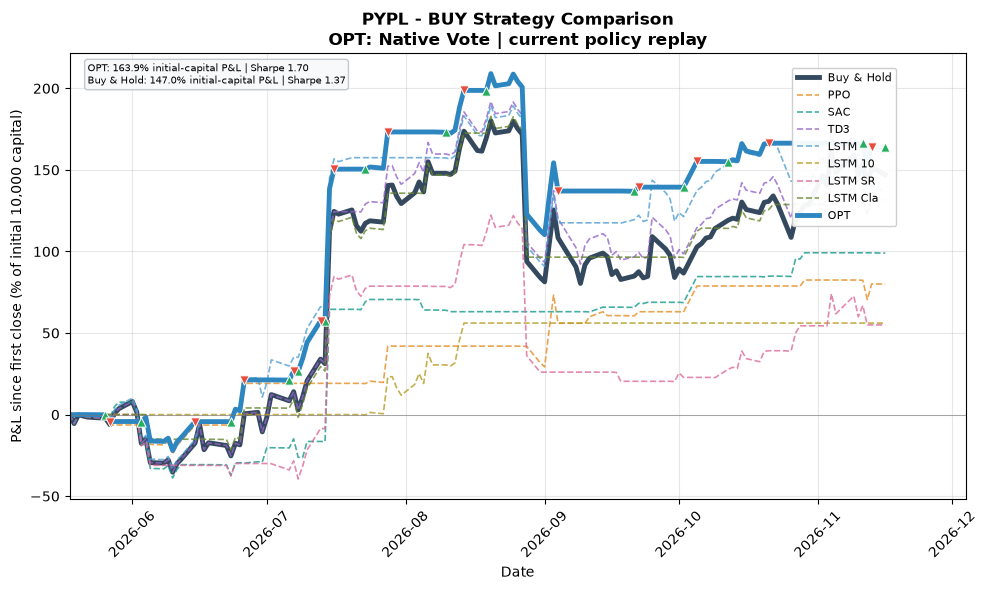 PYPL - BUY Strategy Comparison
OPT: Native Vote | current policy replay
OPT: 163.9% initial-capital P&L | Sharpe 1.70
Buy & Hold: 147.0% initial-capital P&L | Sharpe 1.37
Buy & Hold
PPO
SAC
TD3
LSTM
LSTM 10
LSTM SR
LSTM Cla
OPT
P&L since first close (% of initial 10,000 capital)
200
150
100
50
0
−50
2026-06
2026-07
2026-08
2026-09
2026-10
2026-11
2026-12
Date